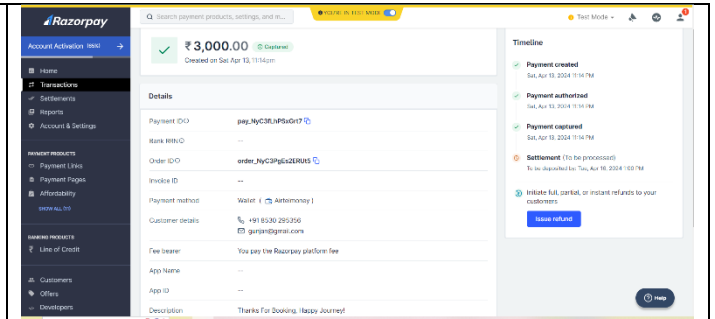 Razorpay
Search payment products, settings, and m...
YOU'RE IN TEST MODE
Test Mode
Account Activation (65%)
Home
Transactions
Settlements
Reports
Account & Settings
PAYMENT PRODUCTS
Payment Links
Payment Pages
Affordability
BANKING PRODUCTS
Line of Credit
Customers
Offers
Developers
₹ 3,000.00 Captured
Created on Sat Apr 13, 11:14pm
Details
Payment ID pay_NyC3fLhPSxGrt7
Bank RRN --
Order ID order_NyC3PgEs2ERUtS
Invoice ID --
Payment method Wallet ( Airtelmoney )
Customer details +91 8530 295356
gunjan@gmail.com
Fee bearer You pay the Razorpay platform fee
App Name --
App ID --
Description Thanks For Booking, Happy Journey!
Timeline
Payment created
Sat, Apr 13, 2024 11:14 PM
Payment authorized
Sat, Apr 13, 2024 11:14 PM
Payment captured
Sat, Apr 13, 2024 11:14 PM
Settlement (To be processed)
To be deposited by: Tue, Apr 16, 2024 1:00 PM
Initiate full, partial, or instant refunds to your
customers
Issue refund
Help